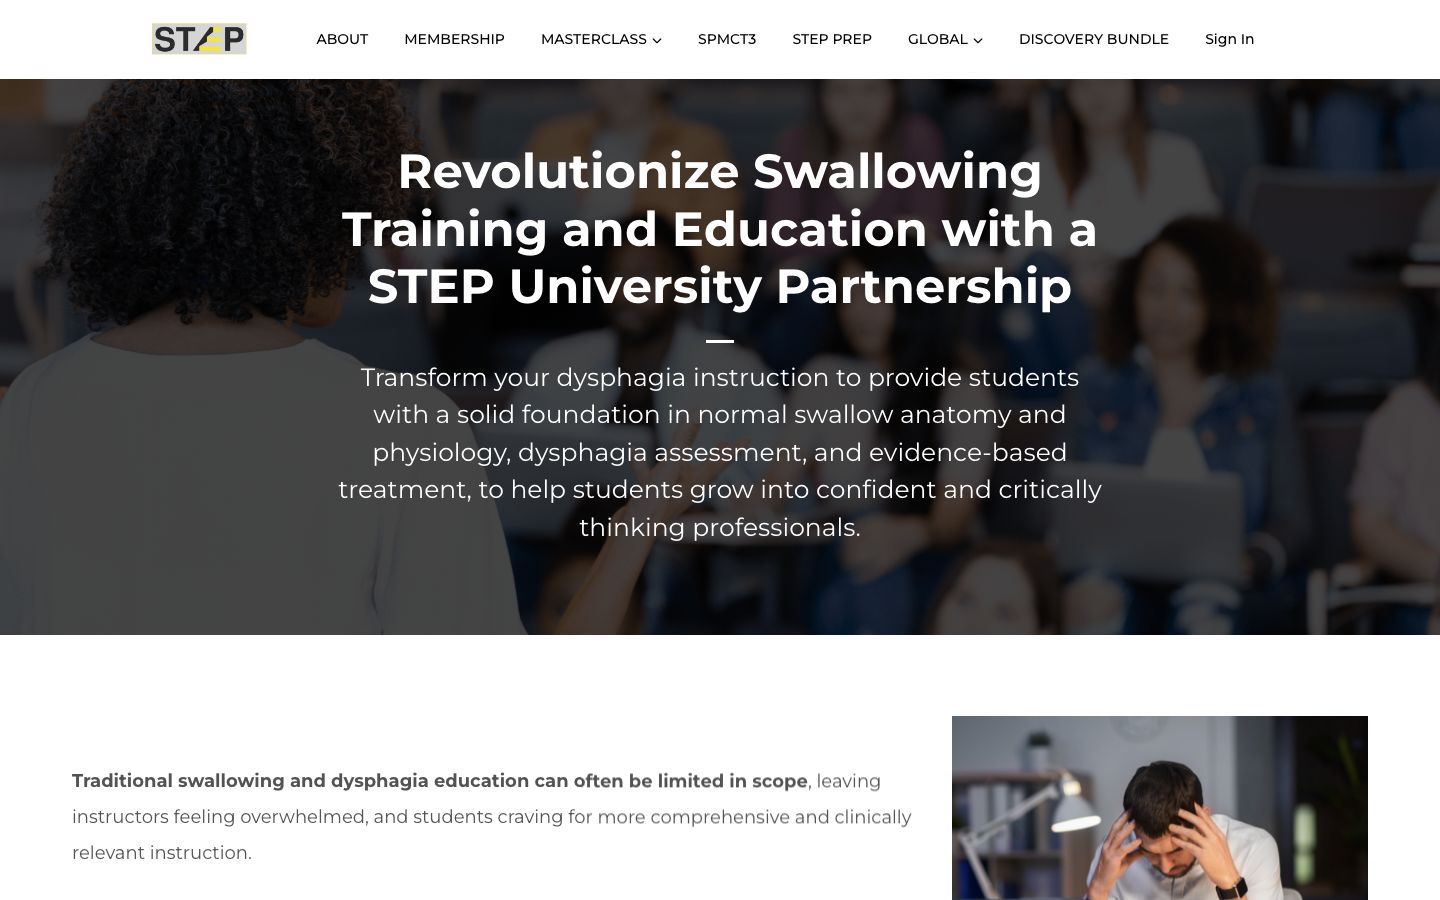 STEP
ABOUT
MEMBERSHIP
MASTERCLASS
SPMCT3
STEP PREP
GLOBAL
DISCOVERY BUNDLE
Sign In
Revolutionize Swallowing
Training and Education with a
STEP University Partnership
Transform your dysphagia instruction to provide students
with a solid foundation in normal swallow anatomy and
physiology, dysphagia assessment, and evidence-based
treatment, to help students grow into confident and critically
thinking professionals.
Traditional swallowing and dysphagia education can often be limited in scope, leaving
instructors feeling overwhelmed, and students craving for more comprehensive and clinically
relevant instruction.